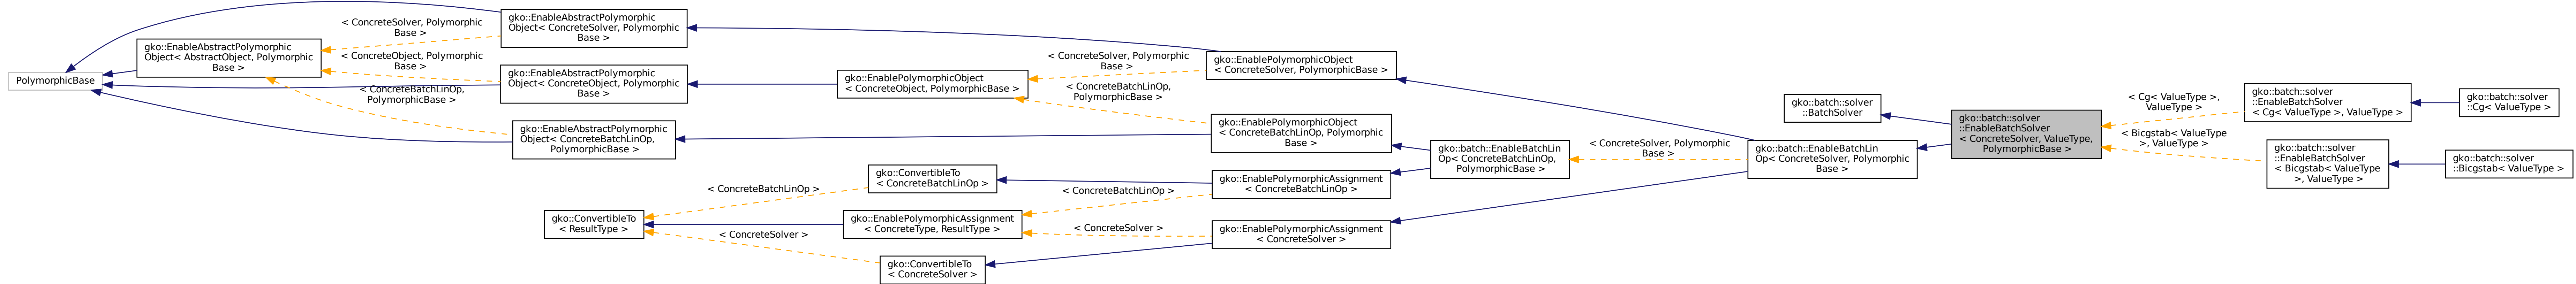 PolymorphicBase
gko::EnableAbstractPolymorphic
Object< AbstractObject, Polymorphic
Base >
< ConcreteSolver, Polymorphic
Base >
< ConcreteObject, Polymorphic
Base >
< ConcreteBatchLinOp,
PolymorphicBase >
gko::EnableAbstractPolymorphic
Object< ConcreteSolver, Polymorphic
Base >
gko::EnableAbstractPolymorphic
Object< ConcreteObject, Polymorphic
Base >
gko::EnableAbstractPolymorphic
Object< ConcreteBatchLinOp,
PolymorphicBase >
gko::ConvertibleTo
< ResultType >
< ConcreteBatchLinOp >
< ConcreteSolver >
gko::EnablePolymorphicObject
< ConcreteObject, PolymorphicBase >
gko::ConvertibleTo
< ConcreteBatchLinOp >
gko::EnablePolymorphicAssignment
< ConcreteType, ResultType >
gko::ConvertibleTo
< ConcreteSolver >
< ConcreteSolver, Polymorphic
Base >
< ConcreteBatchLinOp,
PolymorphicBase >
< ConcreteBatchLinOp >
< ConcreteSolver >
gko::EnablePolymorphicObject
< ConcreteSolver, PolymorphicBase >
gko::EnablePolymorphicObject
< ConcreteBatchLinOp, Polymorphic
Base >
gko::EnablePolymorphicAssignment
< ConcreteBatchLinOp >
gko::EnablePolymorphicAssignment
< ConcreteSolver >
gko::batch::EnableBatchLin
Op< ConcreteBatchLinOp,
PolymorphicBase >
< ConcreteSolver, Polymorphic
Base >
gko::batch::solver
::BatchSolver
gko::batch::EnableBatchLin
Op< ConcreteSolver, Polymorphic
Base >
gko::batch::solver
::EnableBatchSolver
< ConcreteSolver, ValueType,
PolymorphicBase >
< Cg< ValueType >,
ValueType >
< Bicgstab< ValueType
>, ValueType >
gko::batch::solver
::EnableBatchSolver
< Cg< ValueType >, ValueType >
gko::batch::solver
::EnableBatchSolver
< Bicgstab< ValueType
>, ValueType >
gko::batch::solver
::Cg< ValueType >
gko::batch::solver
::Bicgstab< ValueType >